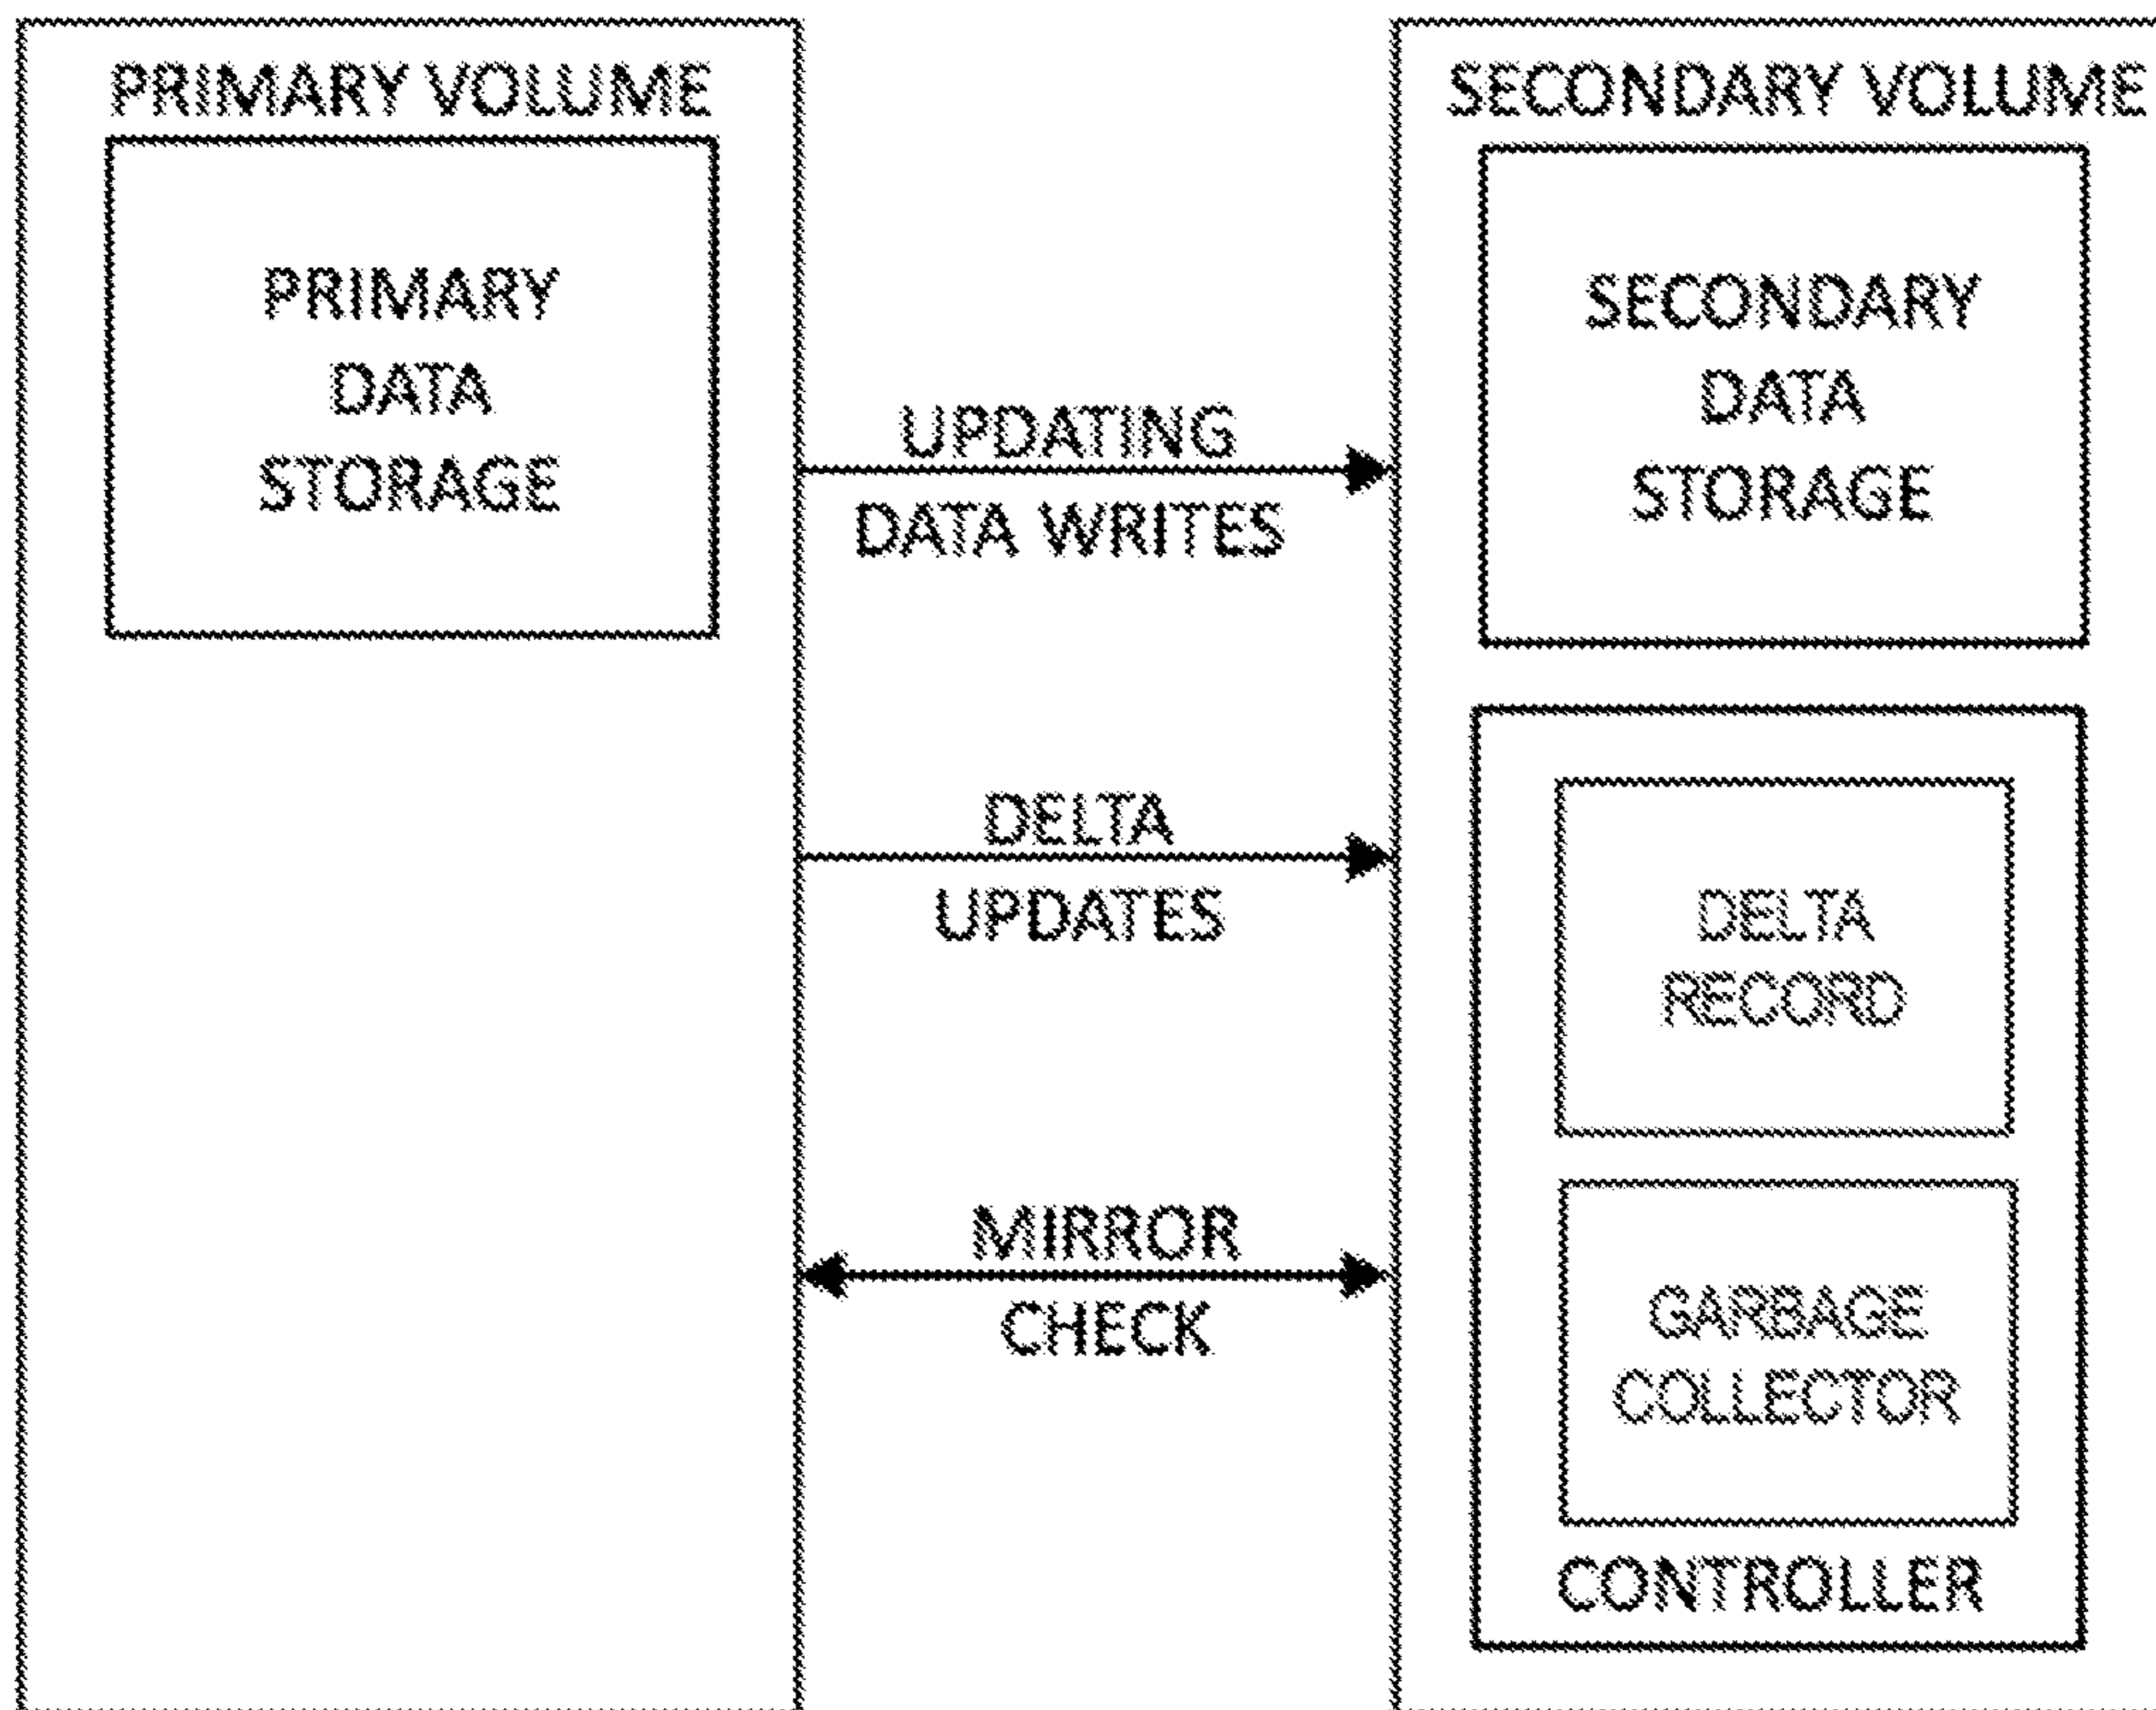 PRIMARY VOLUME
PRIMARY
DATA
STORAGE
UPDATING
DATA WRITES
DELTA
UPDATES
MIRROR
CHECK
SECONDARY VOLUME
SECONDARY
DATA
STORAGE
DELTA
RECORD
GARBAGE
COLLECTOR
CONTROLLER